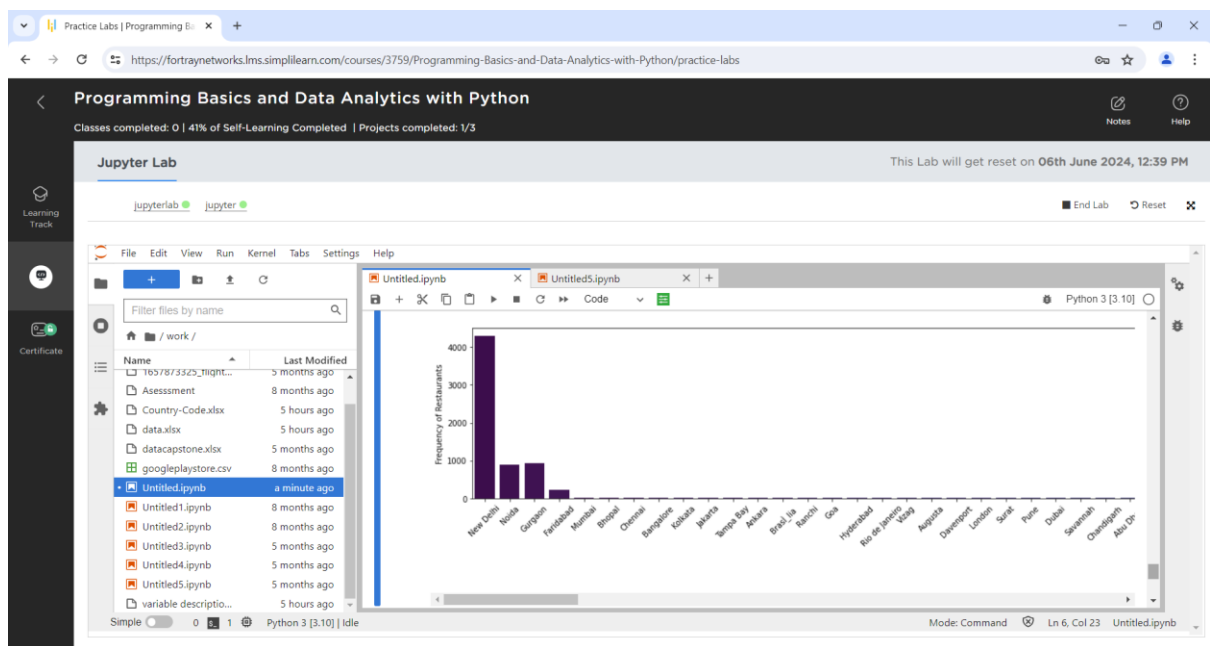 Practice Labs | Programming Ba
https://fortraynetworks.lms.simplilearn.com/courses/3759/Programming-Basics-and-Data-Analytics-with-Python/practice-labs
Programming Basics and Data Analytics with Python
Classes completed: 0 | 41% of Self-Learning Completed | Projects completed: 1/3
Notes
Help
Learning
Track
Certificate
Jupyter Lab
This Lab will get reset on 06th June 2024, 12:39 PM
jupyterlab jupyter
End Lab Reset
File Edit View Run Kernel Tabs Settings Help
Filter files by name
/ work /
Name Last Modified
1657873325_flight... 5 months ago
Asesssment 8 months ago
Country-Code.xlsx 5 hours ago
data.xlsx 5 hours ago
datacapstone.xlsx 5 months ago
googleplaystore.csv 8 months ago
Untitled.ipynb a minute ago
Untitled1.ipynb 8 months ago
Untitled2.ipynb 8 months ago
Untitled3.ipynb 5 months ago
Untitled4.ipynb 5 months ago
Untitled5.ipynb 5 months ago
variable descriptio... 5 hours ago
Untitled.ipynb Untitled5.ipynb
Code
Python 3 [3.10]
4000
3000
2000
1000
0
Frequency of Restaurants
New Delhi
Noida
Gurgaon
Faridabad
Mumbai
Bhopal
Chennai
Bangalore
Kolkata
Jakarta
Tampa Bay
Ankara
Brasí_lia
Ranchi
Goa
Hyderabad
Rio de Janeiro
Vizag
Augusta
Davenport
London
Surat
Pune
Dubai
Savannah
Chandigarh
Abu Dh
Simple 0 1 Python 3 [3.10] | Idle
Mode: Command Ln 6, Col 23 Untitled.ipynb